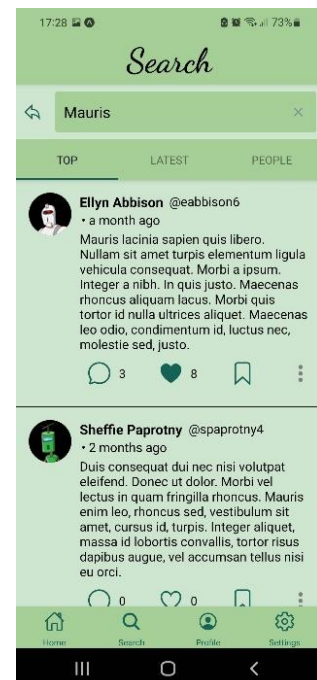 17:28 73%
Search
Mauris
TOP LATEST PEOPLE
Ellyn Abbison @eabbison6
• a month ago
Mauris lacinia sapien quis libero.
Nullam sit amet turpis elementum ligula
vehicula consequat. Morbi a ipsum.
Integer a nibh. In quis justo. Maecenas
rhoncus aliquam lacus. Morbi quis
tortor id nulla ultrices aliquet. Maecenas
leo odio, condimentum id, luctus nec,
molestie sed, justo.
3 8
Sheffie Paprotny @spaprotny4
• 2 months ago
Duis consequat dui nec nisi volutpat
eleifend. Donec ut dolor. Morbi vel
lectus in quam fringilla rhoncus. Mauris
enim leo, rhoncus sed, vestibulum sit
amet, cursus id, turpis. Integer aliquet,
massa id lobortis convallis, tortor risus
dapibus augue, vel accumsan tellus nisi
eu orci.
0 0
Home Search Profile Settings